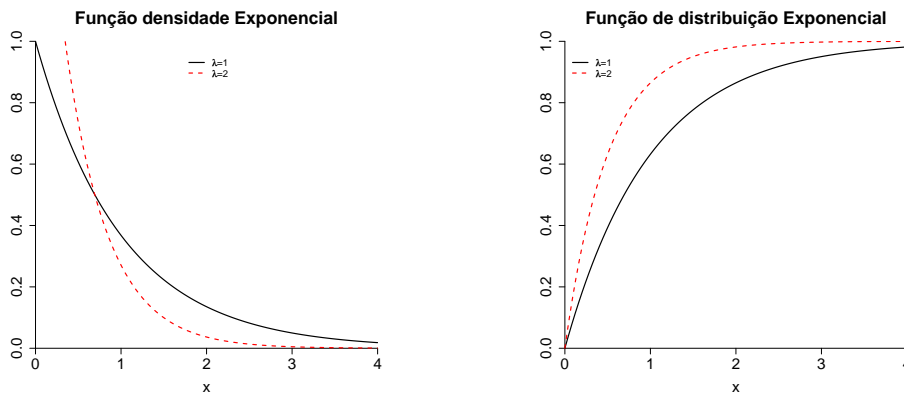 Função densidade Exponencial
λ=1
λ=2
0.0 0.2 0.4 0.6 0.8 1.0
0 1 2 3 4
x
Função de distribuição Exponencial
λ=1
λ=2
0.0 0.2 0.4 0.6 0.8 1.0
0 1 2 3 4
x